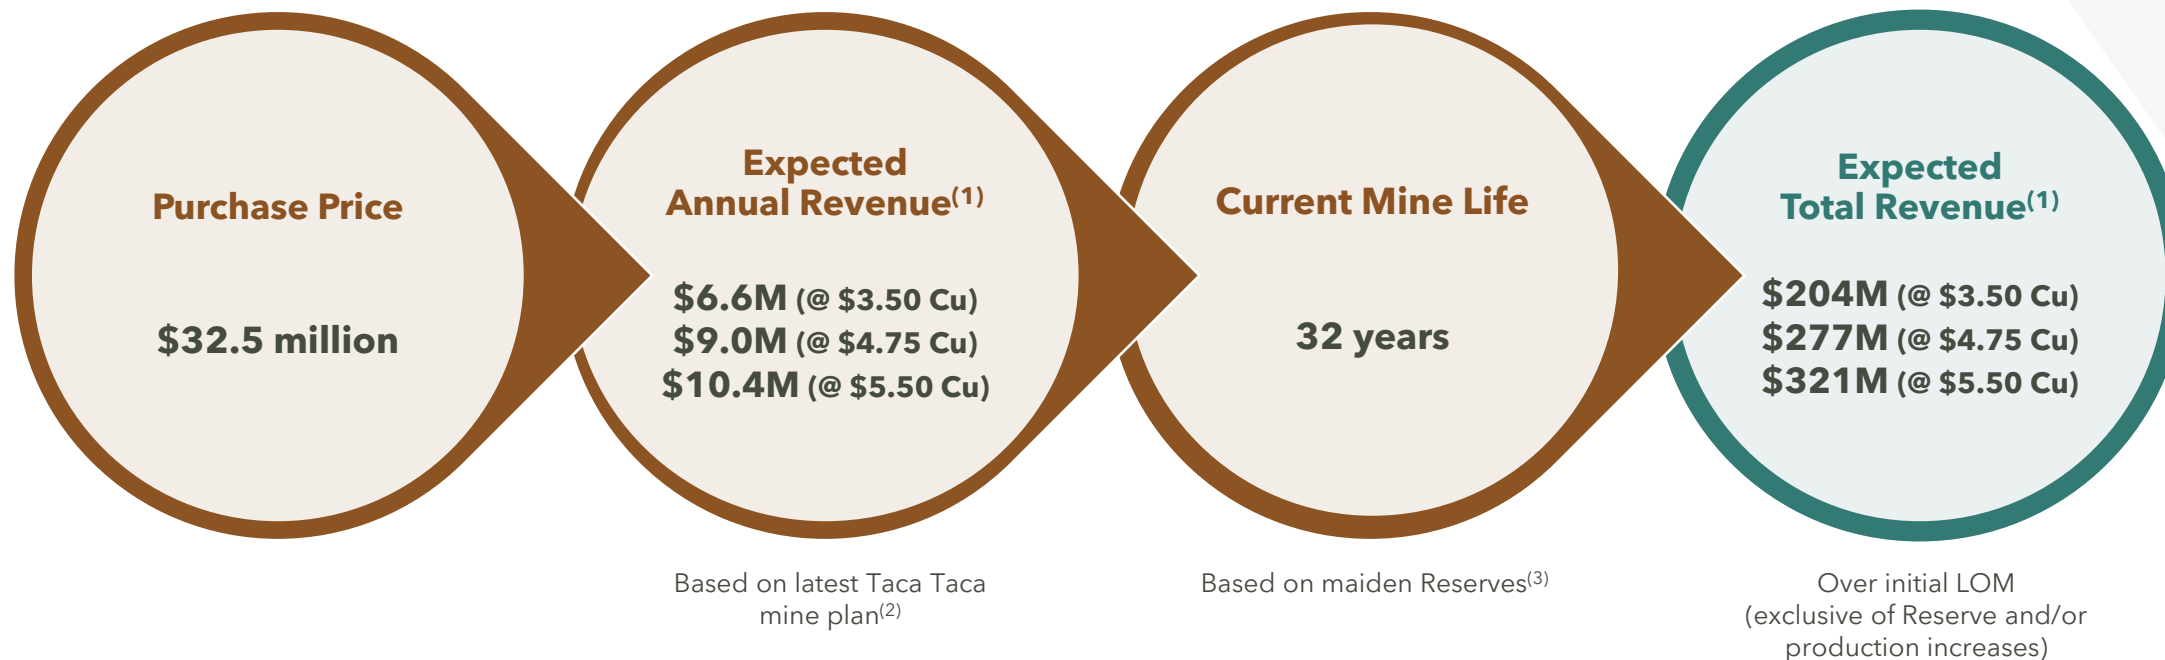 Purchase Price
$32.5 million
Expected
Annual Revenue(1)
$6.6M (@ $3.50 Cu)
$9.0M (@ $4.75 Cu)
$10.4M (@ $5.50 Cu)
Based on latest Taca Taca
mine plan(2)
Current Mine Life
32 years
Based on maiden Reserves(3)
Expected
Total Revenue(1)
$204M (@ $3.50 Cu)
$277M (@ $4.75 Cu)
$321M (@ $5.50 Cu)
Over initial LOM
(exclusive of Reserve and/or
production increases)